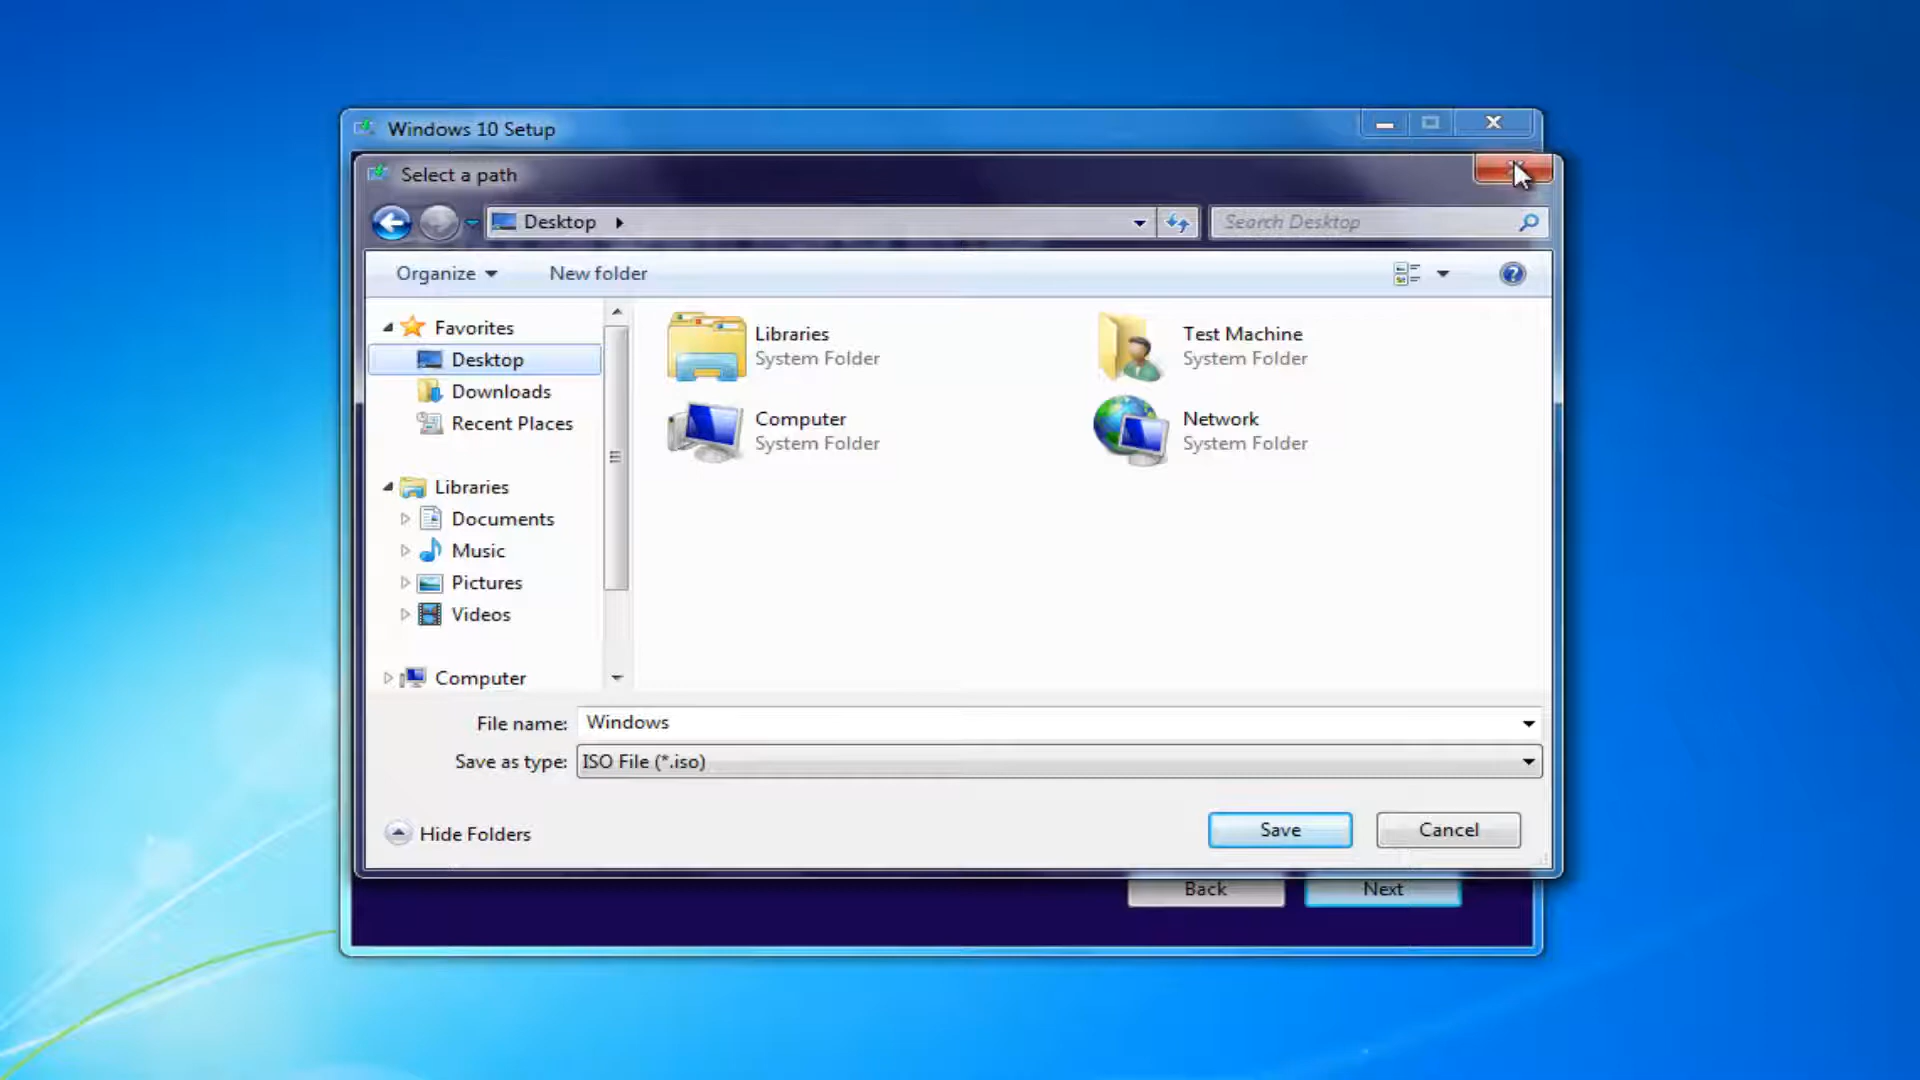 Windows 10 Setup
Select a path
Desktop
Search Desktop
Organize
New folder
Favorites
Desktop
Downloads
Recent Places
Libraries
Documents
Music
Pictures
Videos
Computer
Libraries
System Folder
Test Machine
System Folder
Computer
System Folder
Network
System Folder
File name: Windows
Save as type: ISO File (*.iso)
Hide Folders
Save
Cancel
Back
Next